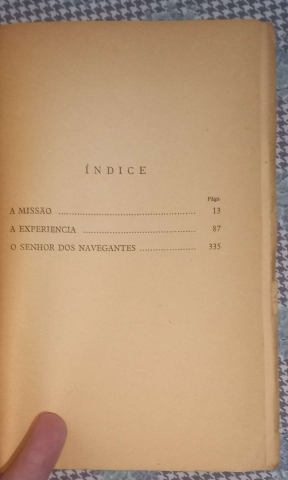 ÍNDICE
Págs.
A MISSÃO ........................................ 13
A EXPERIENCIA .................................. 87
O SENHOR DOS NAVEGANTES ................ 335